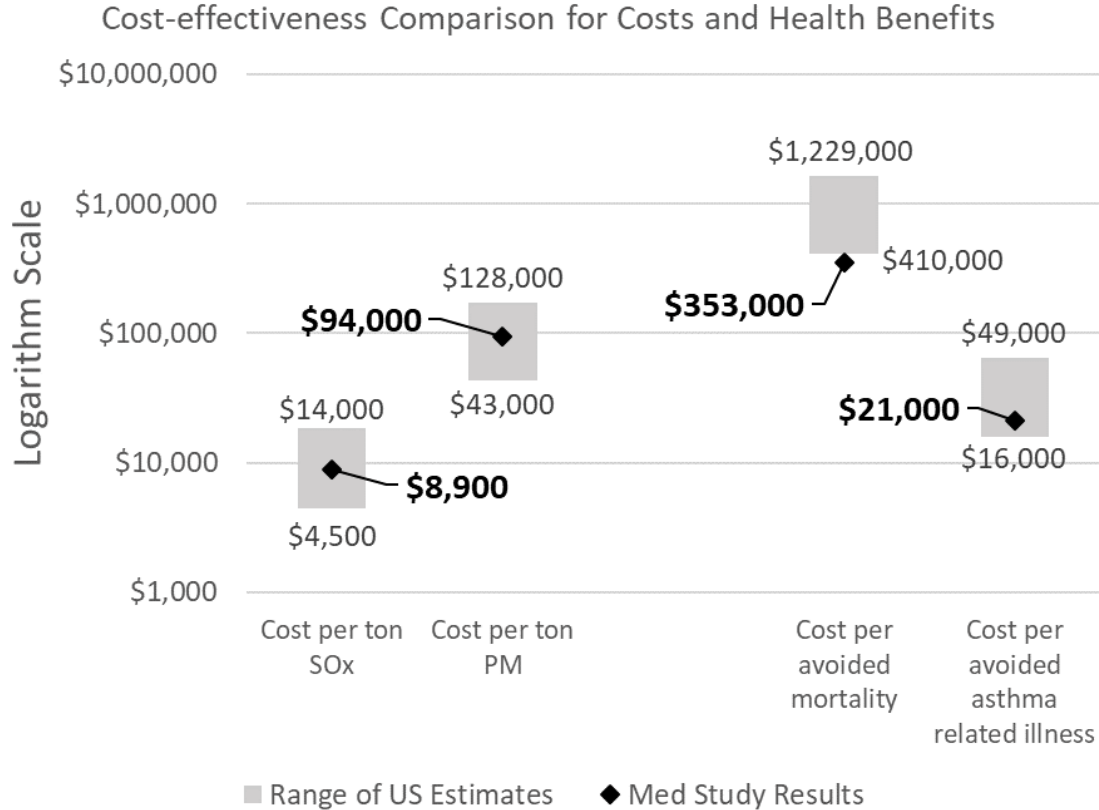 Cost-effectiveness Comparison for Costs and Health Benefits
Logarithm Scale
$10,000,000
$1,000,000
$100,000
$10,000
$1,000
$14,000
$8,900
$4,500
$128,000
$94,000
$43,000
$1,229,000
$410,000
$353,000
$49,000
$21,000
$16,000
Cost per ton
SOx
Cost per ton
PM
Cost per
avoided
mortality
Cost per
avoided
asthma
related illness
Range of US Estimates
Med Study Results